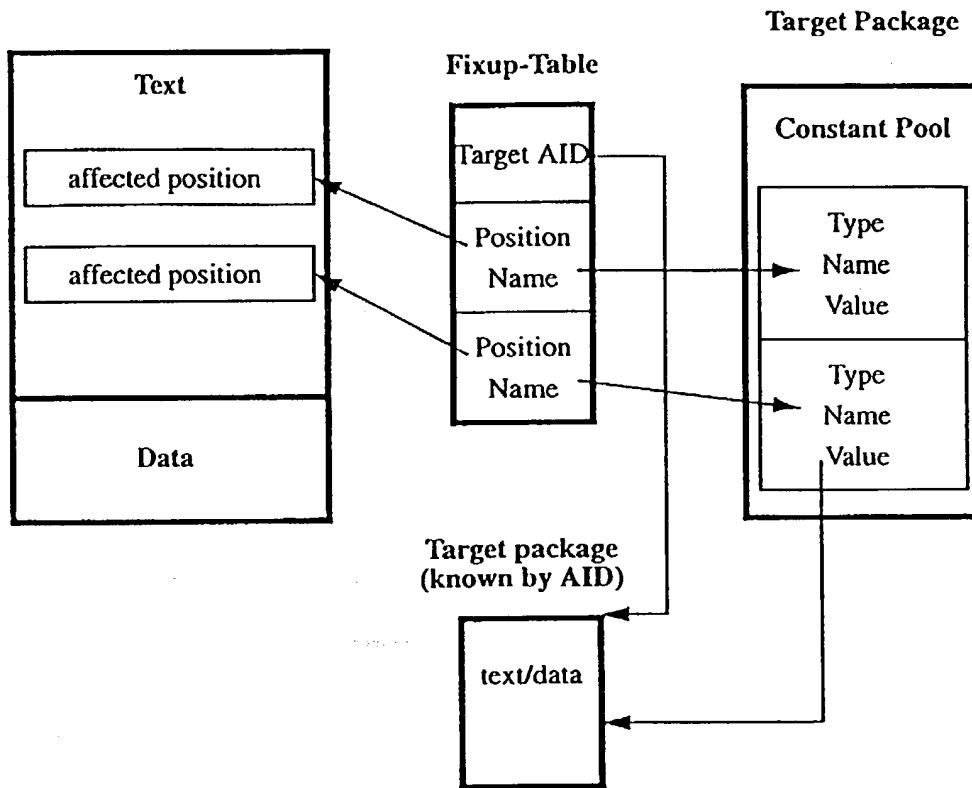 Text
affected position
affected position
Data
Fixup-Table
Target AID
Position
Name
Position
Name
Target Package
Constant Pool
Type
Name
Value
Type
Name
Value
Target package
(known by AID)
text/data